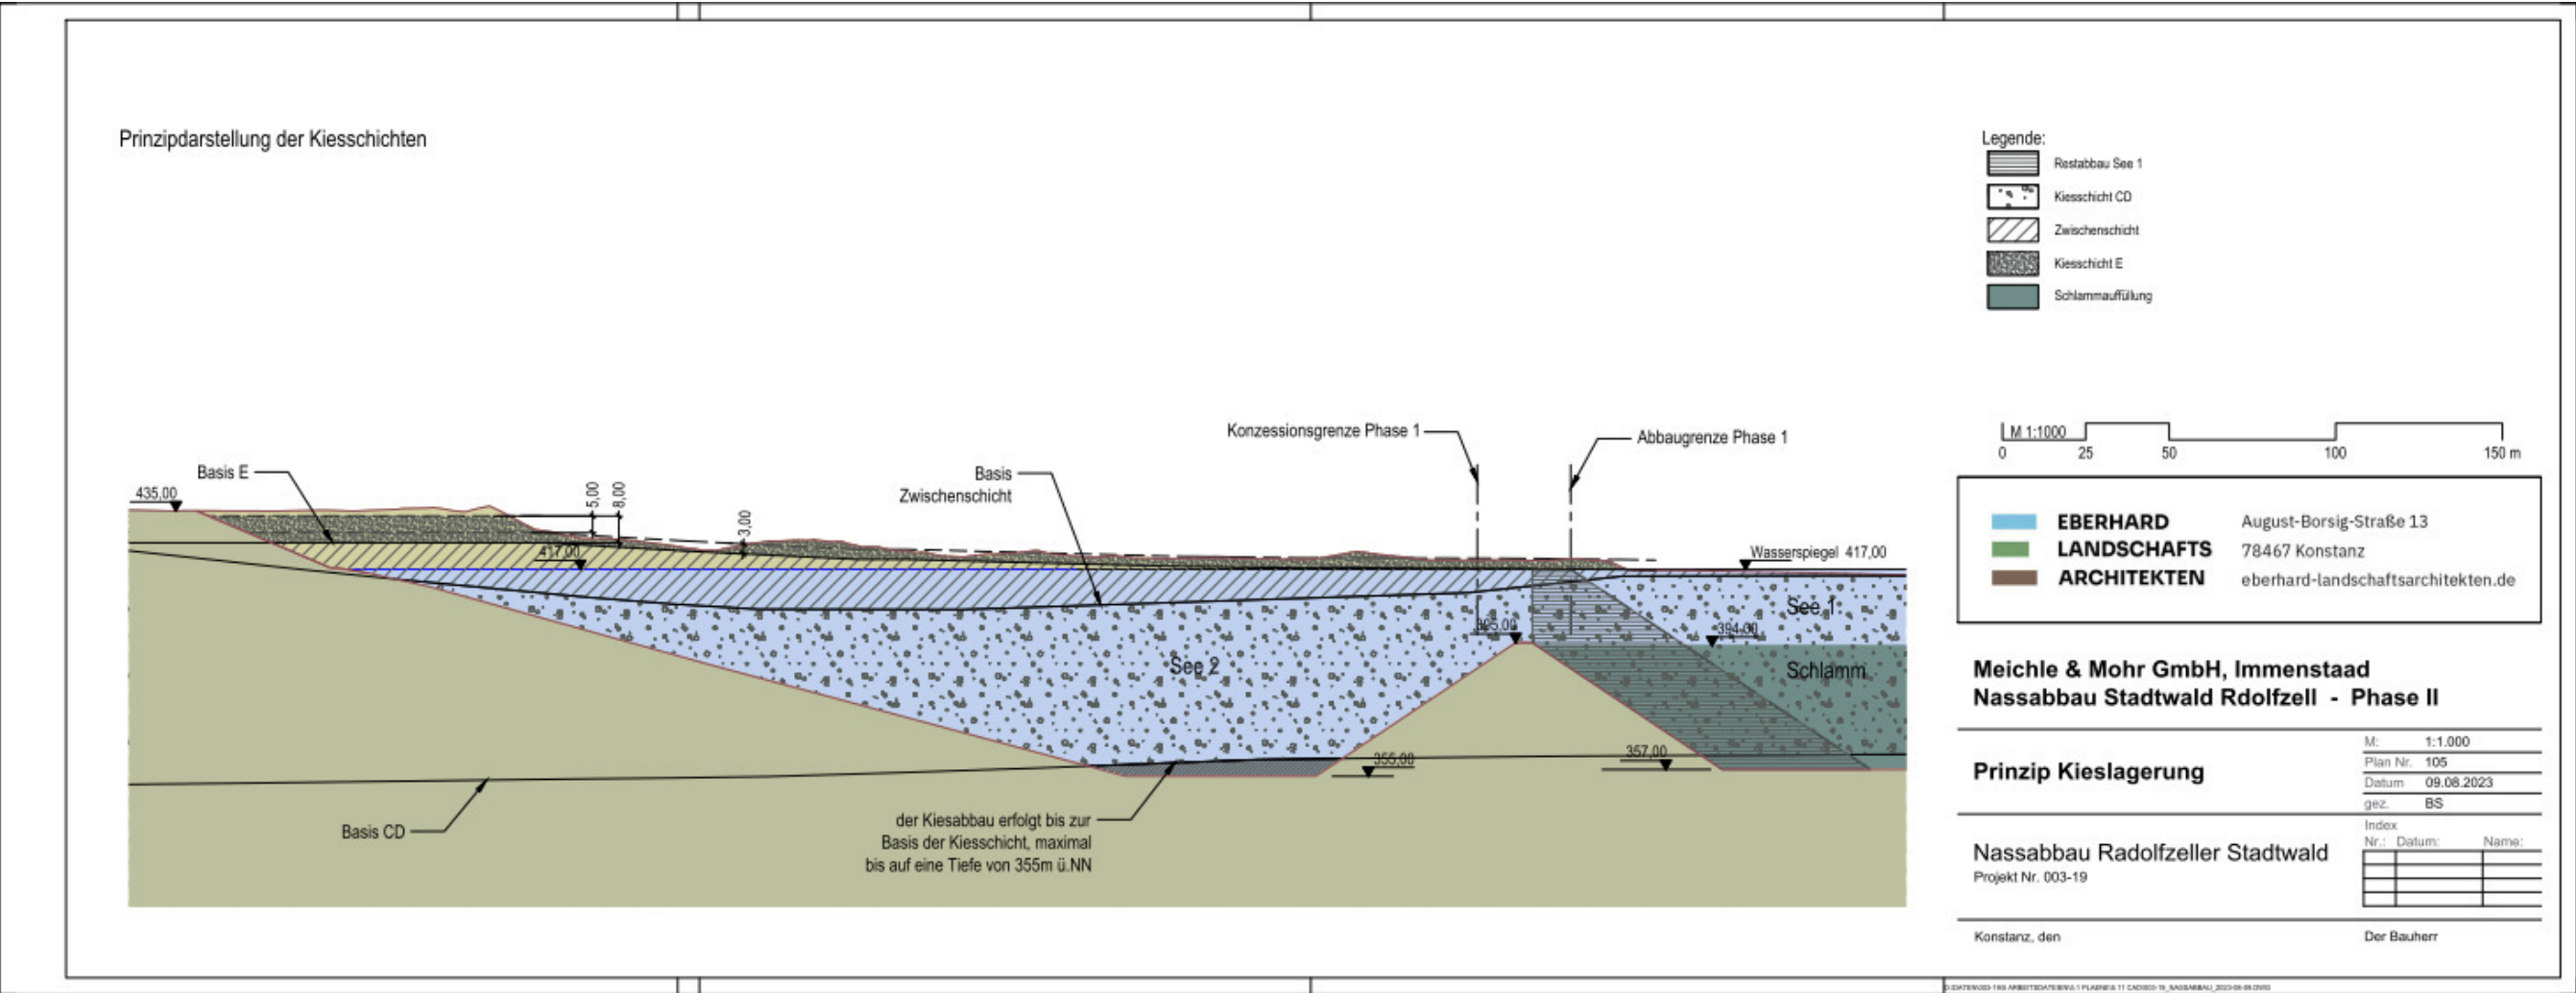 Prinzipdarstellung der Kiesschichten
Legende:
Restabbau See 1
Kiesschicht CD
Zwischenschicht
Kiesschicht E
Schlammauffüllung
M 1:1000
0 25 50 100 150 m
Konzessionsgrenze Phase 1
Abbaugrenze Phase 1
Basis E
Basis
Zwischenschicht
435,00
5,00
8,00
3,00
417,00
Wasserspiegel 417,00
See 1
395,00
394,00
See 2
Schlamm
355,00
357,00
Basis CD
der Kiesabbau erfolgt bis zur
Basis der Kiesschicht, maximal
bis auf eine Tiefe von 355m ü.NN
EBERHARD
LANDSCHAFTS
ARCHITEKTEN
August-Borsig-Straße 13
78467 Konstanz
eberhard-landschaftsarchitekten.de
Meichle & Mohr GmbH, Immenstaad
Nassabbau Stadtwald Rdolfzell - Phase II
Prinzip Kieslagerung
M: 1:1.000
Plan Nr. 105
Datum 09.08.2023
gez. BS
Nassabbau Radolfzeller Stadtwald
Projekt Nr. 003-19
Index
Nr.: Datum: Name:
Konstanz, den
Der Bauherr